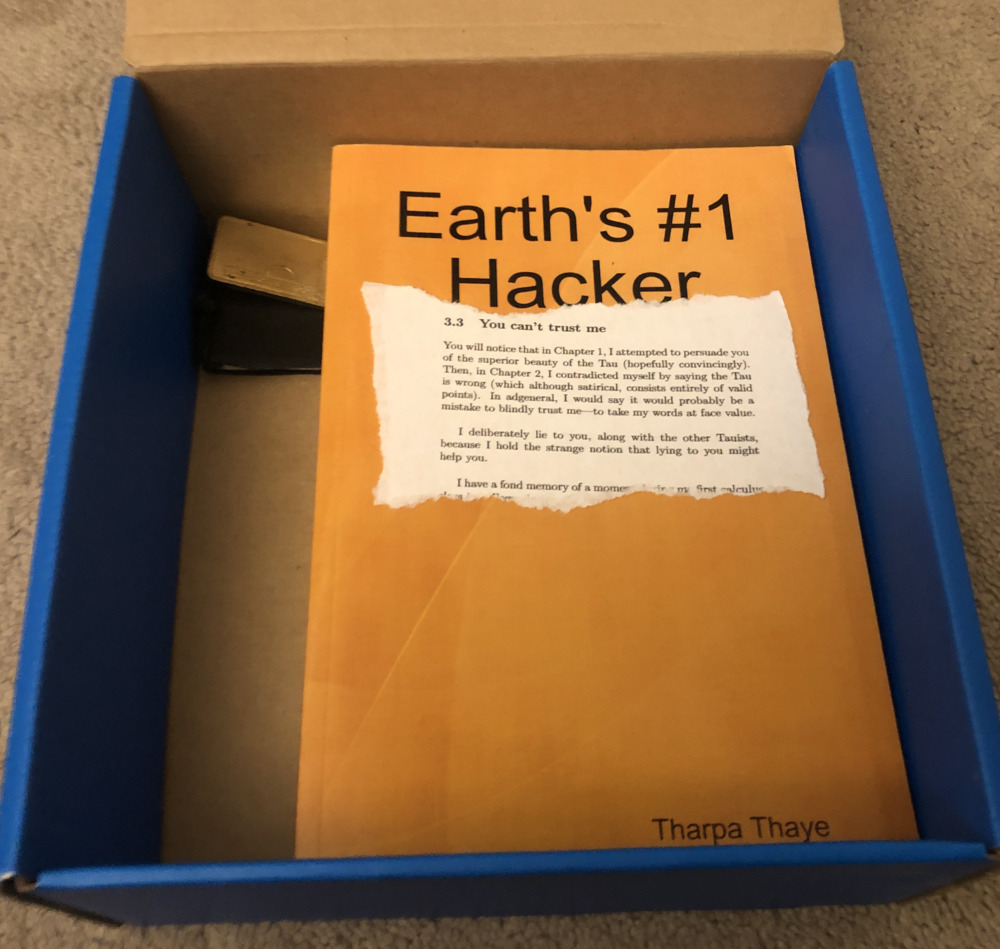 Earth's #1
Hacker
3.3 You can't trust me
You will notice that in Chapter 1, I attempted to persuade you
of the superior beauty of the Tau (hopefully convincingly).
Then, in Chapter 2, I contradicted myself by saying the Tau
is wrong (which although satirical, consists entirely of valid
points). In adgeneral, I would say it would probably be a
mistake to blindly trust me—to take my words at face value.
I deliberately lie to you, along with the other Tauists,
because I hold the strange notion that lying to you might
help you.
I have a fond memory of a my first calculus
Tharpa Thaye